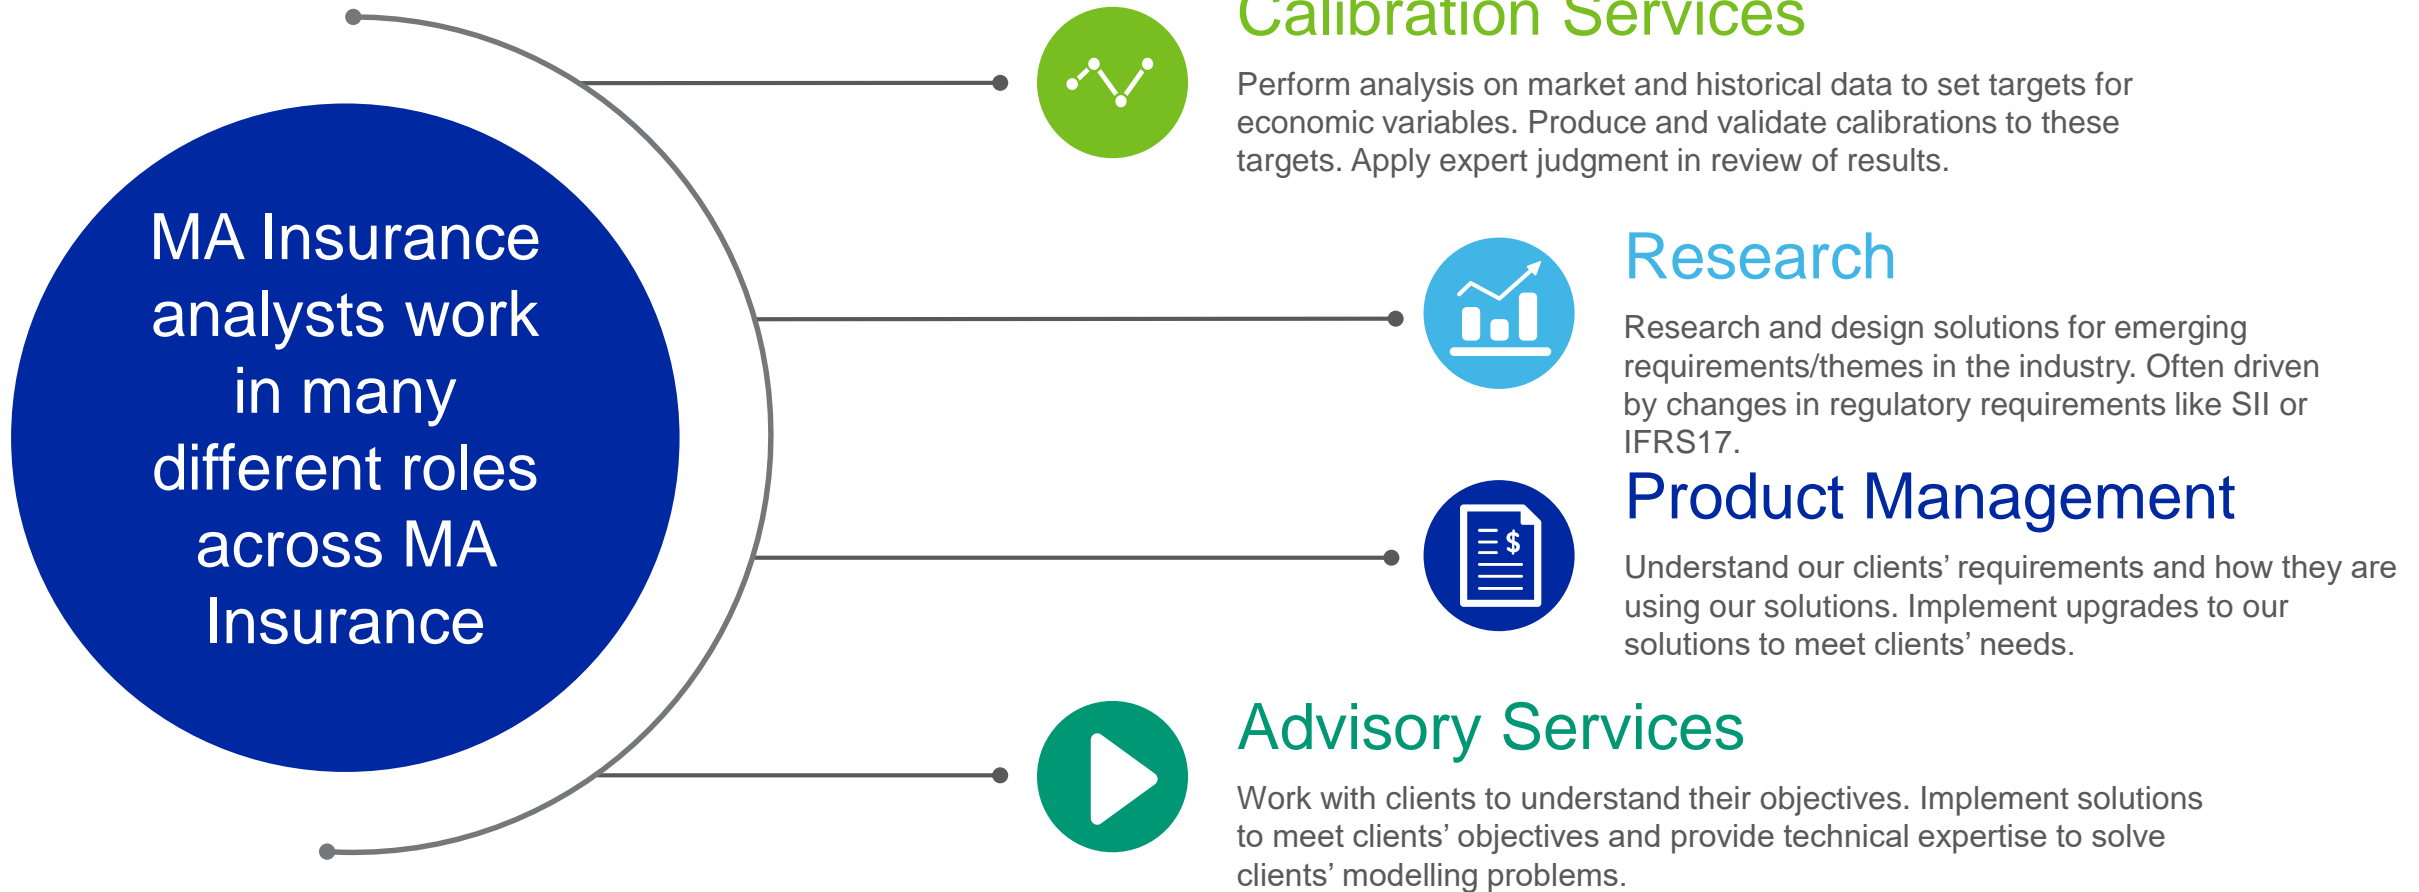 MA Insurance
analysts work
in many
different roles
across MA
Insurance
Calibration Services
Perform analysis on market and historical data to set targets for
economic variables. Produce and validate calibrations to these
targets. Apply expert judgment in review of results.
Research
Research and design solutions for emerging
requirements/themes in the industry. Often driven
by changes in regulatory requirements like SII or
IFRS17.
$
Product Management
Understand our clients’ requirements and how they are
using our solutions. Implement upgrades to our
solutions to meet clients’ needs.
Advisory Services
Work with clients to understand their objectives. Implement solutions
to meet clients’ objectives and provide technical expertise to solve
clients’ modelling problems.